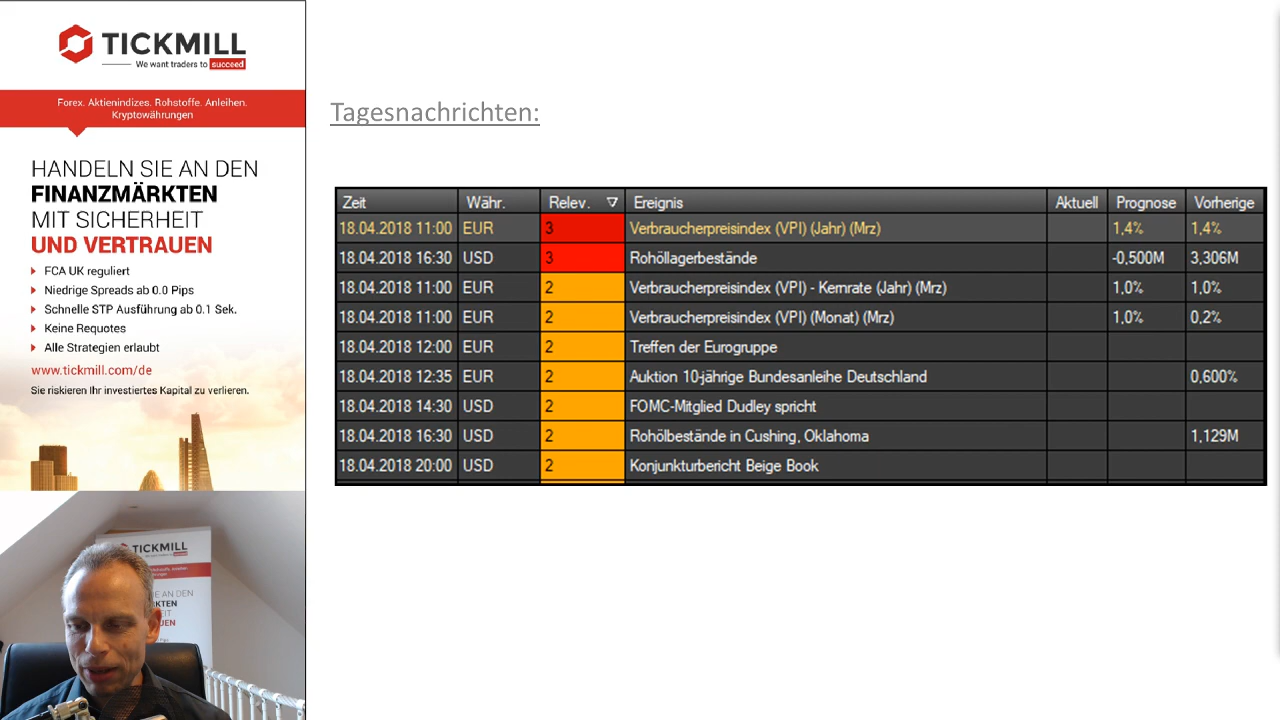 TICKMILL
We want traders to succeed
Forex. Aktienindizes. Rohstoffe. Anleihen.
Kryptowährungen
HANDELN SIE AN DEN
FINANZMÄRKTEN
MIT SICHERHEIT
UND VERTRAUEN
FCA UK reguliert
Niedrige Spreads ab 0.0 Pips
Schnelle STP Ausführung ab 0.1 Sek.
Keine Requotes
Alle Strategien erlaubt
www.tickmill.com/de
Sie riskieren Ihr investiertes Kapital zu verlieren.
Tagesnachrichten:
Zeit Währ. Relev. Ereignis Aktuell Prognose Vorherige
18.04.2018 11:00 EUR 3 Verbraucherpreisindex (VPI) (Jahr) (Mrz) 1,4% 1,4%
18.04.2018 16:30 USD 3 Rohöllagerbestände -0,500M 3,306M
18.04.2018 11:00 EUR 2 Verbraucherpreisindex (VPI) - Kernrate (Jahr) (Mrz) 1,0% 1,0%
18.04.2018 11:00 EUR 2 Verbraucherpreisindex (VPI) (Monat) (Mrz) 1,0% 0,2%
18.04.2018 12:00 EUR 2 Treffen der Eurogruppe
18.04.2018 12:35 EUR 2 Auktion 10-jährige Bundesanleihe Deutschland 0,600%
18.04.2018 14:30 USD 2 FOMC-Mitglied Dudley spricht
18.04.2018 16:30 USD 2 Rohölbestände in Cushing, Oklahoma 1,129M
18.04.2018 20:00 USD 2 Konjunkturbericht Beige Book
TICKMILL
IE AN DEN
KTEN
EIT
UEN